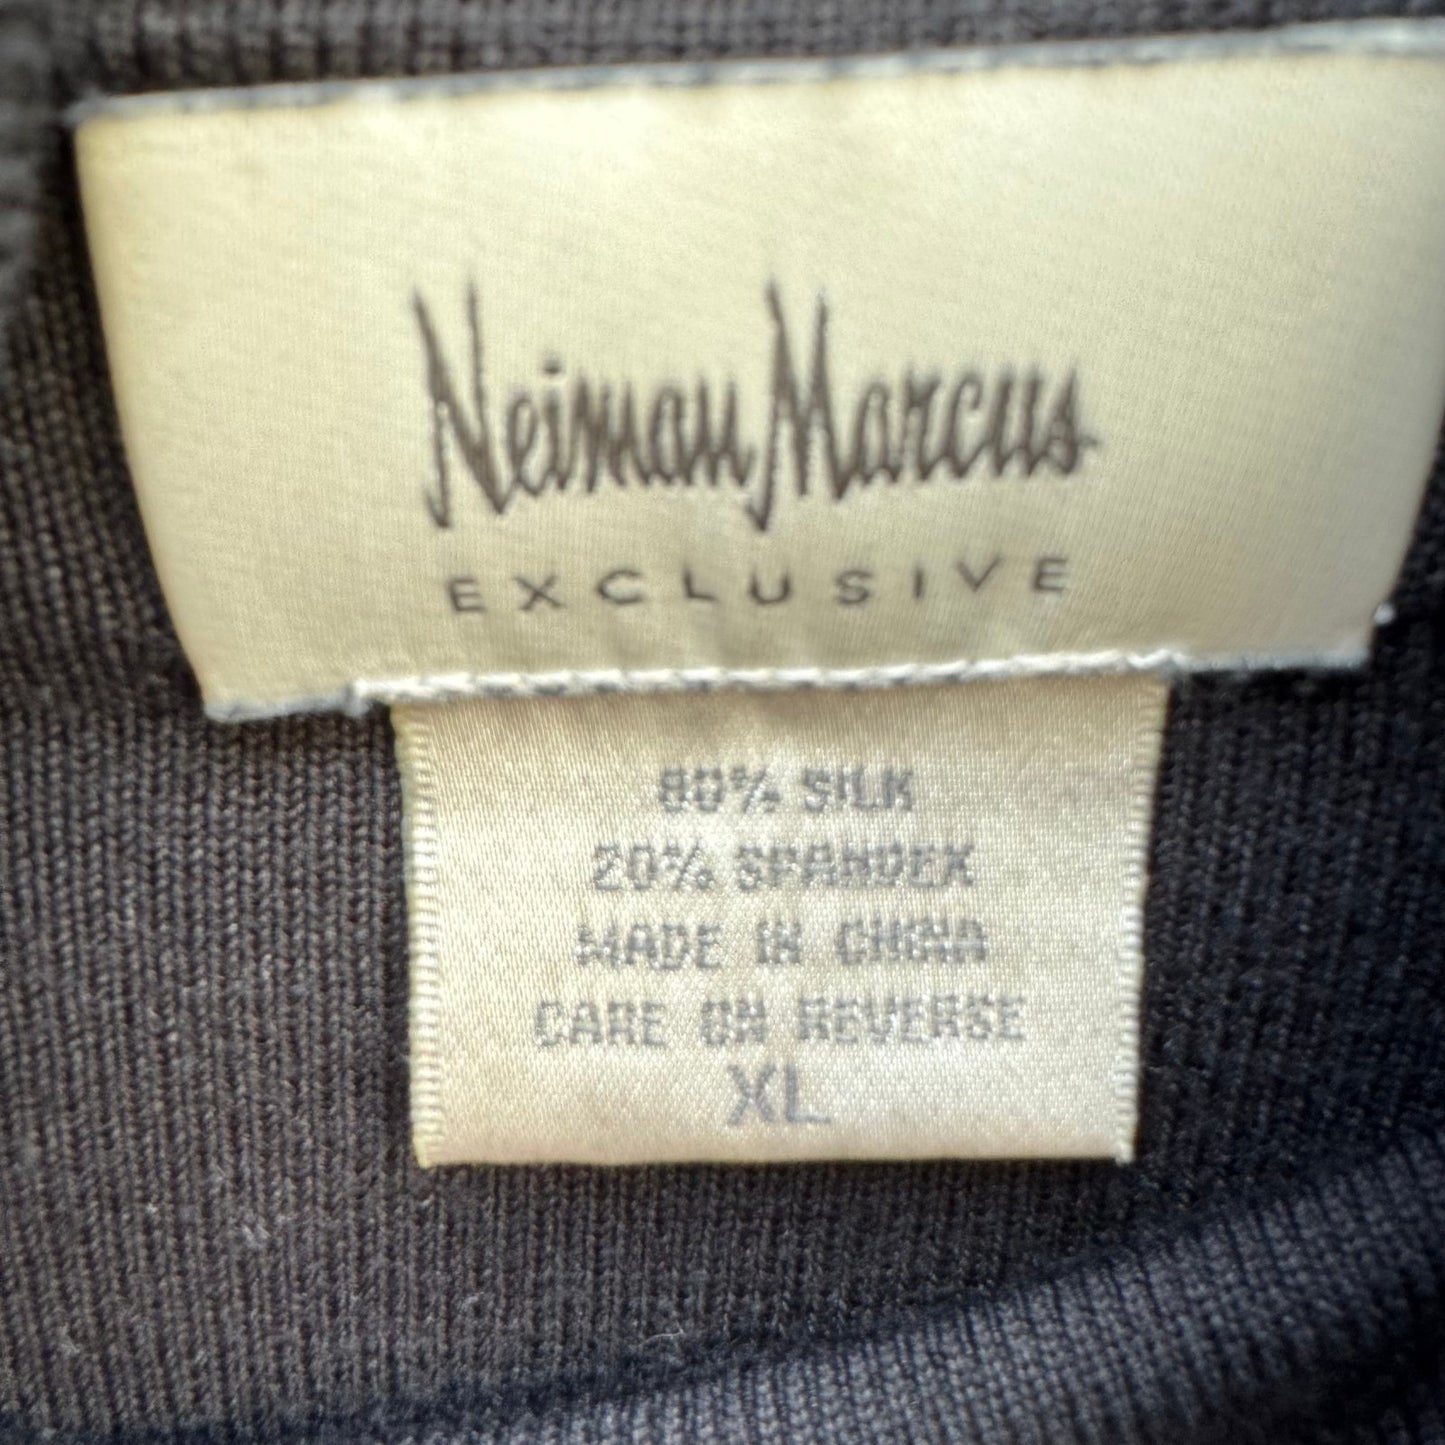 Neiman Marcus
EXCLUSIVE
80% SILK
20% SPANDEX
MADE IN CHINA
CARE ON REVERSE
XL